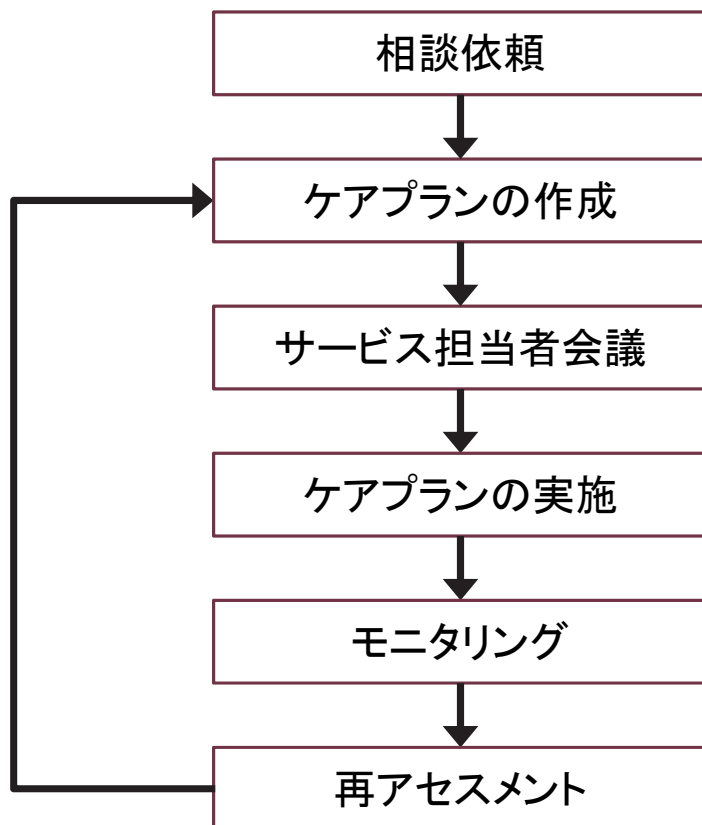 相談依頼
ケアプランの作成
サービス担当者会議
ケアプランの実施
モニタリング
再アセスメント